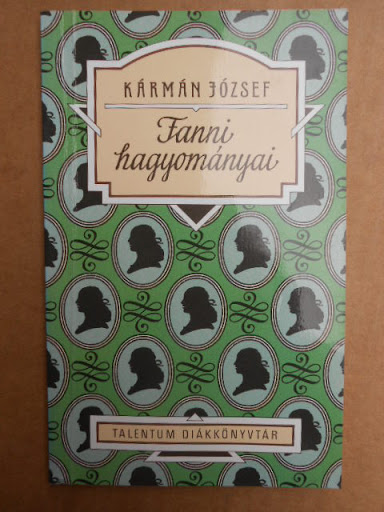 KÁRMÁN JÓZSEF
Fanni
hagyományai
TALENTUM DIÁKKÖNYVTÁR